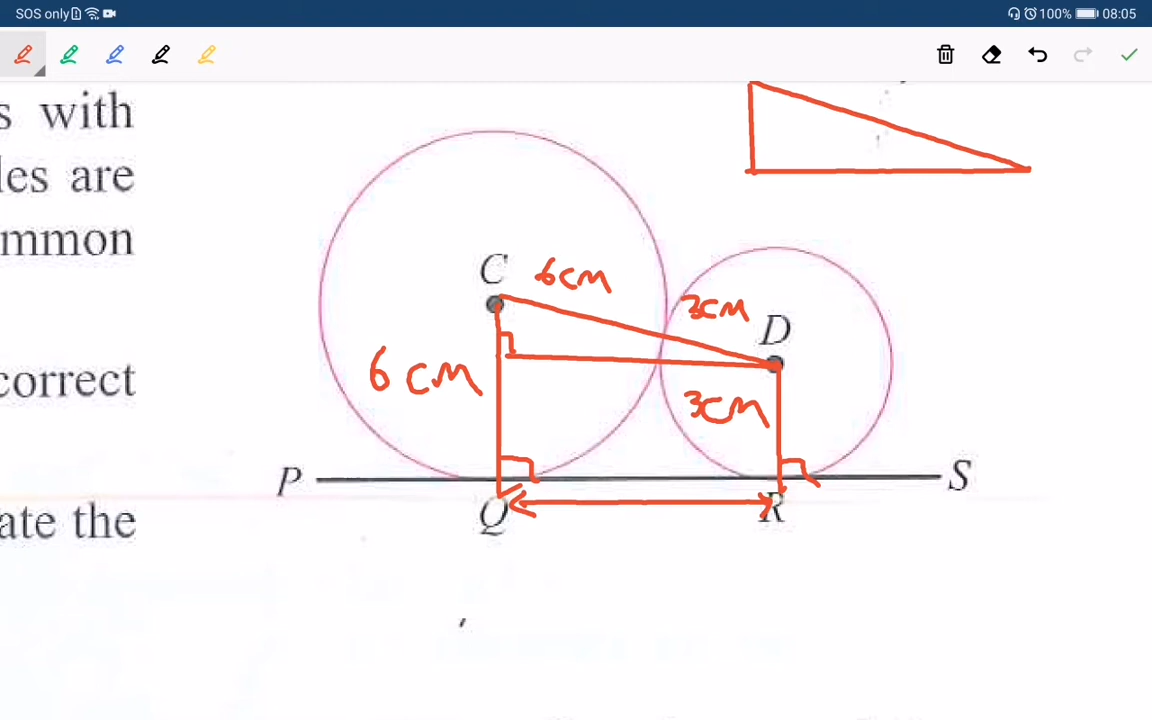 SOS only
100% 08:05
s with
les are
mmon
correct
ate the
C
6cm
3cm
D
6 cm
3cm
P
S
Q
R